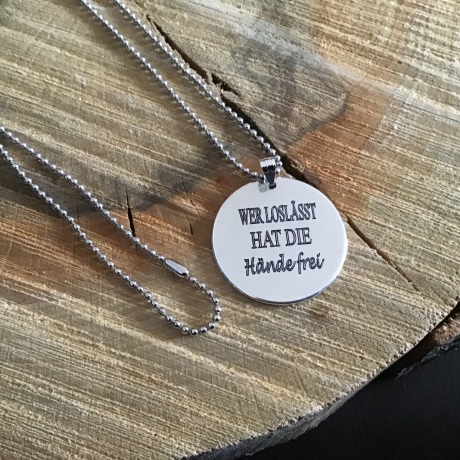 WER LOSLÄSST
HAT DIE
Hände frei